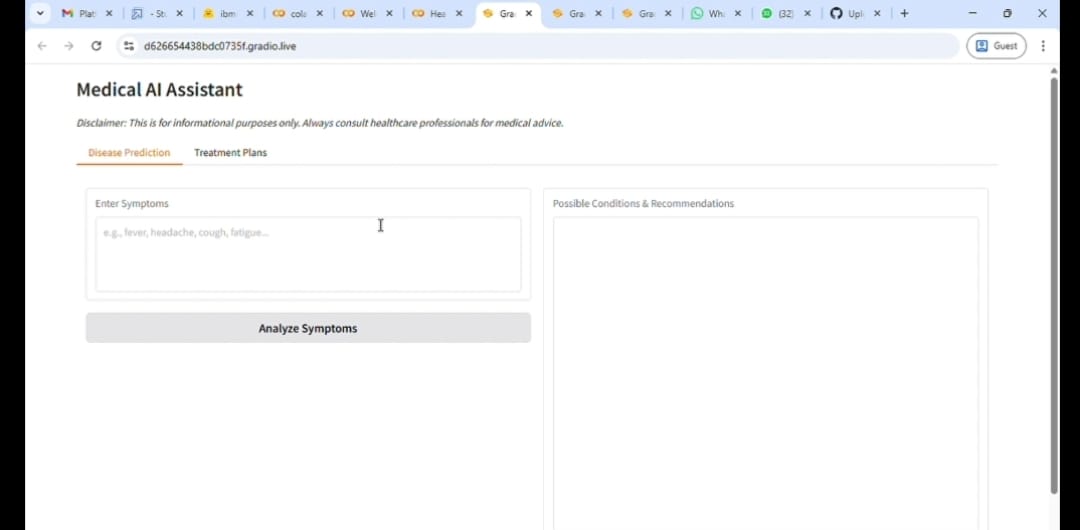 Plat
- St
ibm
cola
Wel
Hea
Gra
Gra
Gra
Wh
(32)
Upl
d626654438bdc0735f.gradio.live
Guest
Medical AI Assistant
Disclaimer: This is for informational purposes only. Always consult healthcare professionals for medical advice.
Disease Prediction
Treatment Plans
Enter Symptoms
e.g., fever, headache, cough, fatigue...
Analyze Symptoms
Possible Conditions & Recommendations